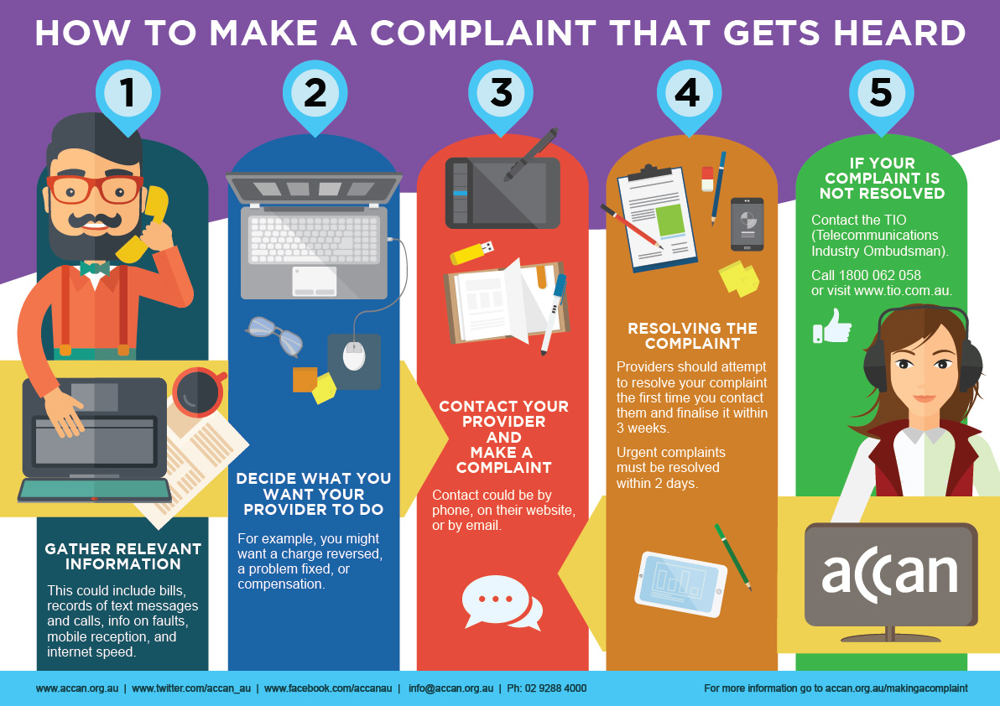 HOW TO MAKE A COMPLAINT THAT GETS HEARD
1
GATHER RELEVANT
INFORMATION
This could include bills,
records of text messages
and calls, info on faults,
mobile reception, and
internet speed.
2
DECIDE WHAT YOU
WANT YOUR
PROVIDER TO DO
For example, you might
want a charge reversed,
a problem fixed, or
compensation.
3
CONTACT YOUR
PROVIDER
AND
MAKE A
COMPLAINT
Contact could be by
phone, on their website,
or by email.
4
RESOLVING THE
COMPLAINT
Providers should attempt
to resolve your complaint
the first time you contact
them and finalise it within
3 weeks.
Urgent complaints
must be resolved
within 2 days.
5
IF YOUR
COMPLAINT IS
NOT RESOLVED
Contact the TIO
(Telecommunications
Industry Ombudsman).
Call 1800 062 058
or visit www.tio.com.au.
accan
www.accan.org.au | www.twitter.com/accan_au | www.facebook.com/accanau | info@accan.org.au | Ph: 02 9288 4000
For more information go to accan.org.au/makingacomplaint